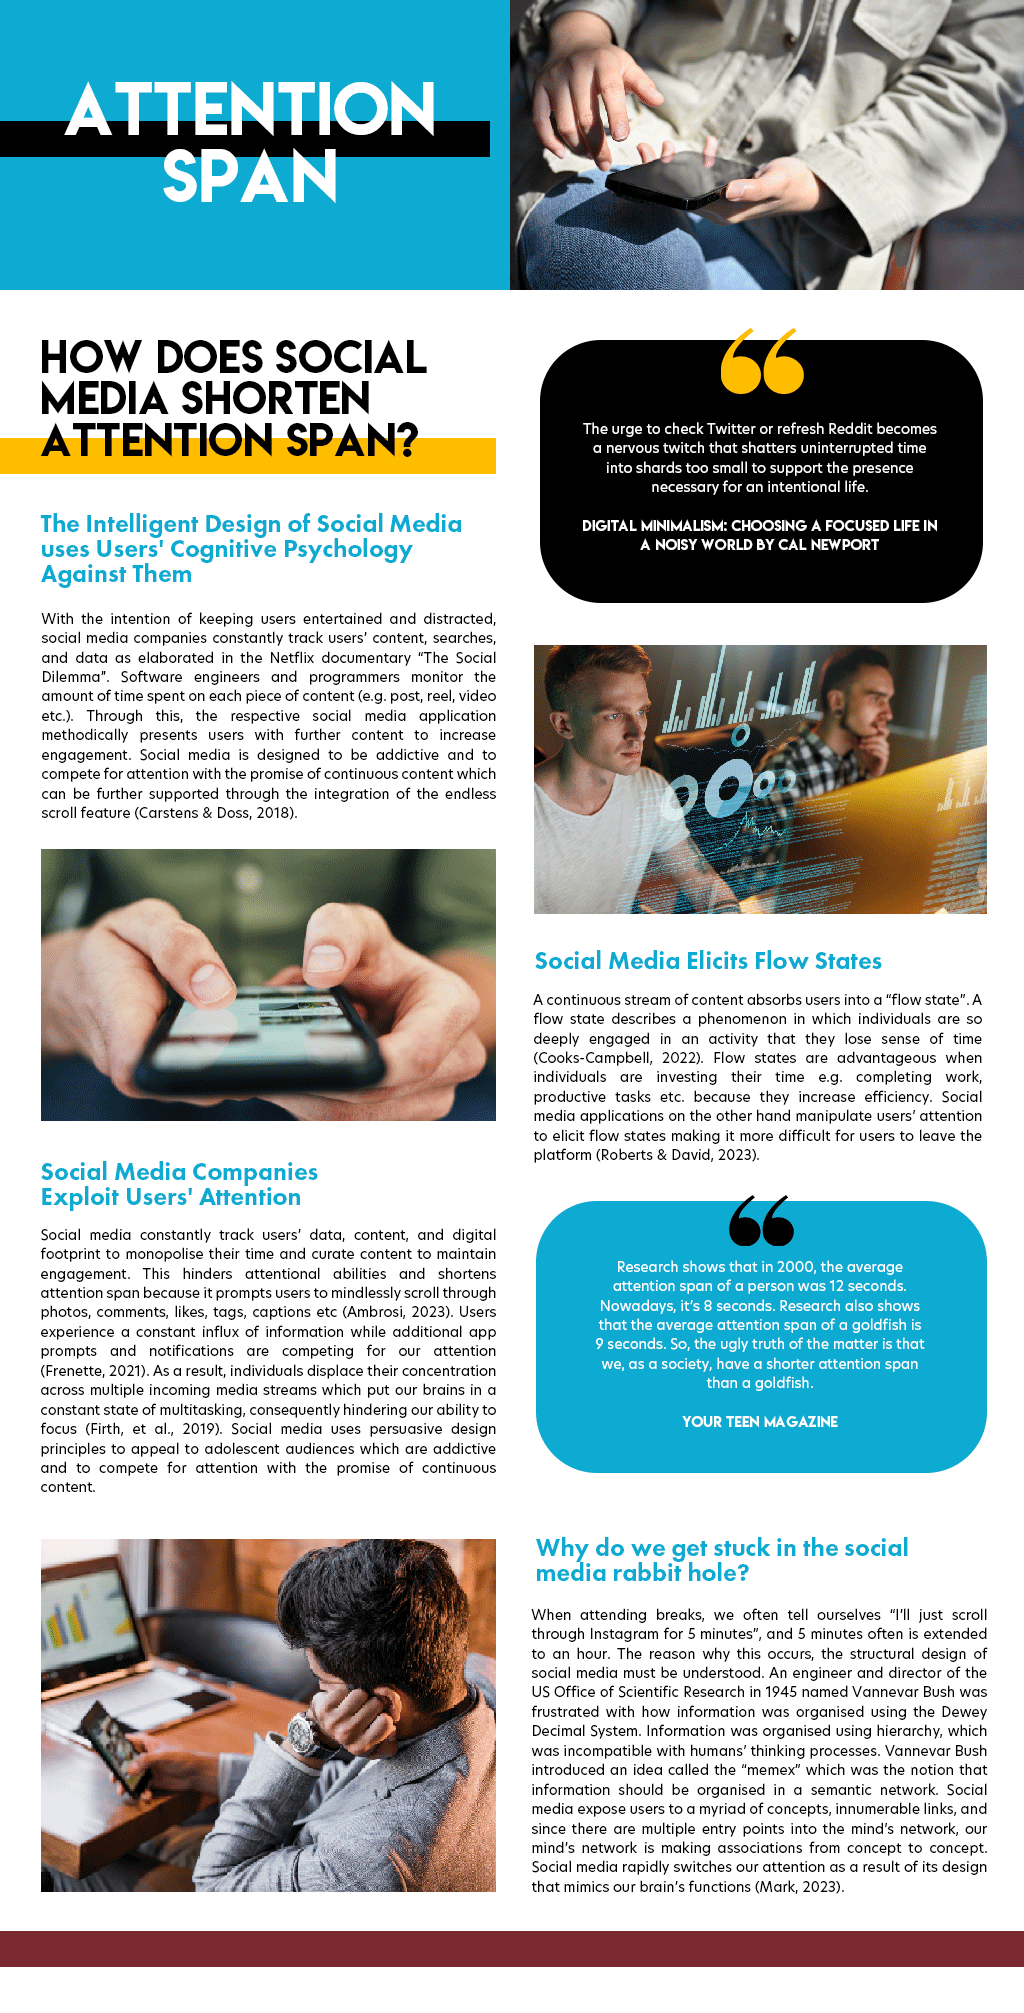 ATTENTION
SPAN
HOW DOES SOCIAL
MEDIA SHORTEN
ATTENTION SPAN?
The Intelligent Design of Social Media
uses Users' Cognitive Psychology
Against Them
With the intention of keeping users entertained and distracted,
social media companies constantly track users’ content, searches,
and data as elaborated in the Netflix documentary “The Social
Dilemma”. Software engineers and programmers monitor the
amount of time spent on each piece of content (e.g. post, reel, video
etc.). Through this, the respective social media application
methodically presents users with further content to increase
engagement. Social media is designed to be addictive and to
compete for attention with the promise of continuous content which
can be further supported through the integration of the endless
scroll feature (Carstens & Doss, 2018).
Social Media Companies
Exploit Users' Attention
Social media constantly track users’ data, content, and digital
footprint to monopolise their time and curate content to maintain
engagement. This hinders attentional abilities and shortens
attention span because it prompts users to mindlessly scroll through
photos, comments, likes, tags, captions etc (Ambrosi, 2023). Users
experience a constant influx of information while additional app
prompts and notifications are competing for our attention
(Frenette, 2021). As a result, individuals displace their concentration
across multiple incoming media streams which put our brains in a
constant state of multitasking, consequently hindering our ability to
focus (Firth, et al., 2019). Social media uses persuasive design
principles to appeal to adolescent audiences which are addictive
and to compete for attention with the promise of continuous
content.
“
The urge to check Twitter or refresh Reddit becomes
a nervous twitch that shatters uninterrupted time
into shards too small to support the presence
necessary for an intentional life.
DIGITAL MINIMALISM: CHOOSING A FOCUSED LIFE IN
A NOISY WORLD BY CAL NEWPORT
Social Media Elicits Flow States
A continuous stream of content absorbs users into a “flow state”. A
flow state describes a phenomenon in which individuals are so
deeply engaged in an activity that they lose sense of time
(Cooks-Campbell, 2022). Flow states are advantageous when
individuals are investing their time e.g. completing work,
productive tasks etc. because they increase efficiency. Social
media applications on the other hand manipulate users’ attention
to elicit flow states making it more difficult for users to leave the
platform (Roberts & David, 2023).
“
Research shows that in 2000, the average
attention span of a person was 12 seconds.
Nowadays, it’s 8 seconds. Research also shows
that the average attention span of a goldfish is
9 seconds. So, the ugly truth of the matter is that
we, as a society, have a shorter attention span
than a goldfish.
YOUR TEEN MAGAZINE
Why do we get stuck in the social
media rabbit hole?
When attending breaks, we often tell ourselves “I’ll just scroll
through Instagram for 5 minutes”, and 5 minutes often is extended
to an hour. The reason why this occurs, the structural design of
social media must be understood. An engineer and director of the
US Office of Scientific Research in 1945 named Vannevar Bush was
frustrated with how information was organised using the Dewey
Decimal System. Information was organised using hierarchy, which
was incompatible with humans’ thinking processes. Vannevar Bush
introduced an idea called the “memex” which was the notion that
information should be organised in a semantic network. Social
media expose users to a myriad of concepts, innumerable links, and
since there are multiple entry points into the mind’s network, our
mind’s network is making associations from concept to concept.
Social media rapidly switches our attention as a result of its design
that mimics our brain’s functions (Mark, 2023).